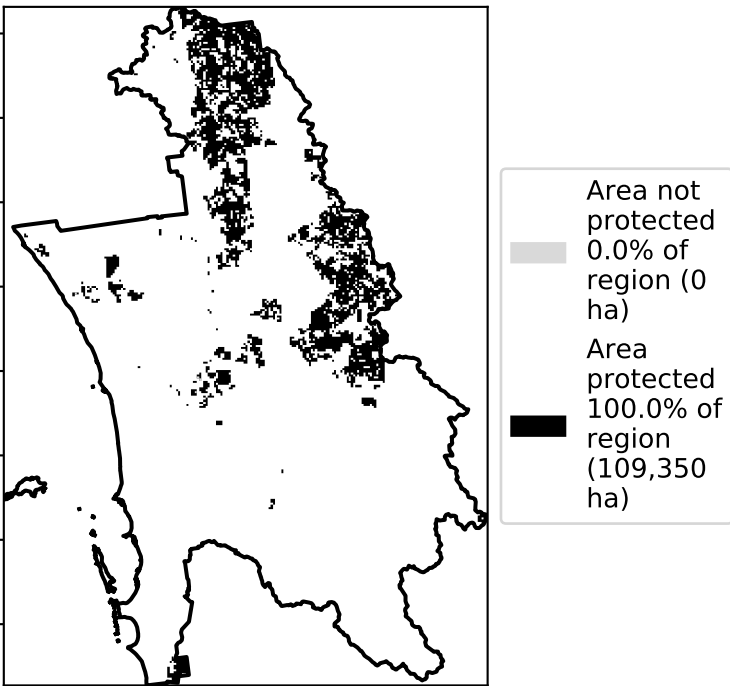 Area not
protected
0.0% of
region (0
ha)
Area
protected
100.0% of
region
(109,350
ha)